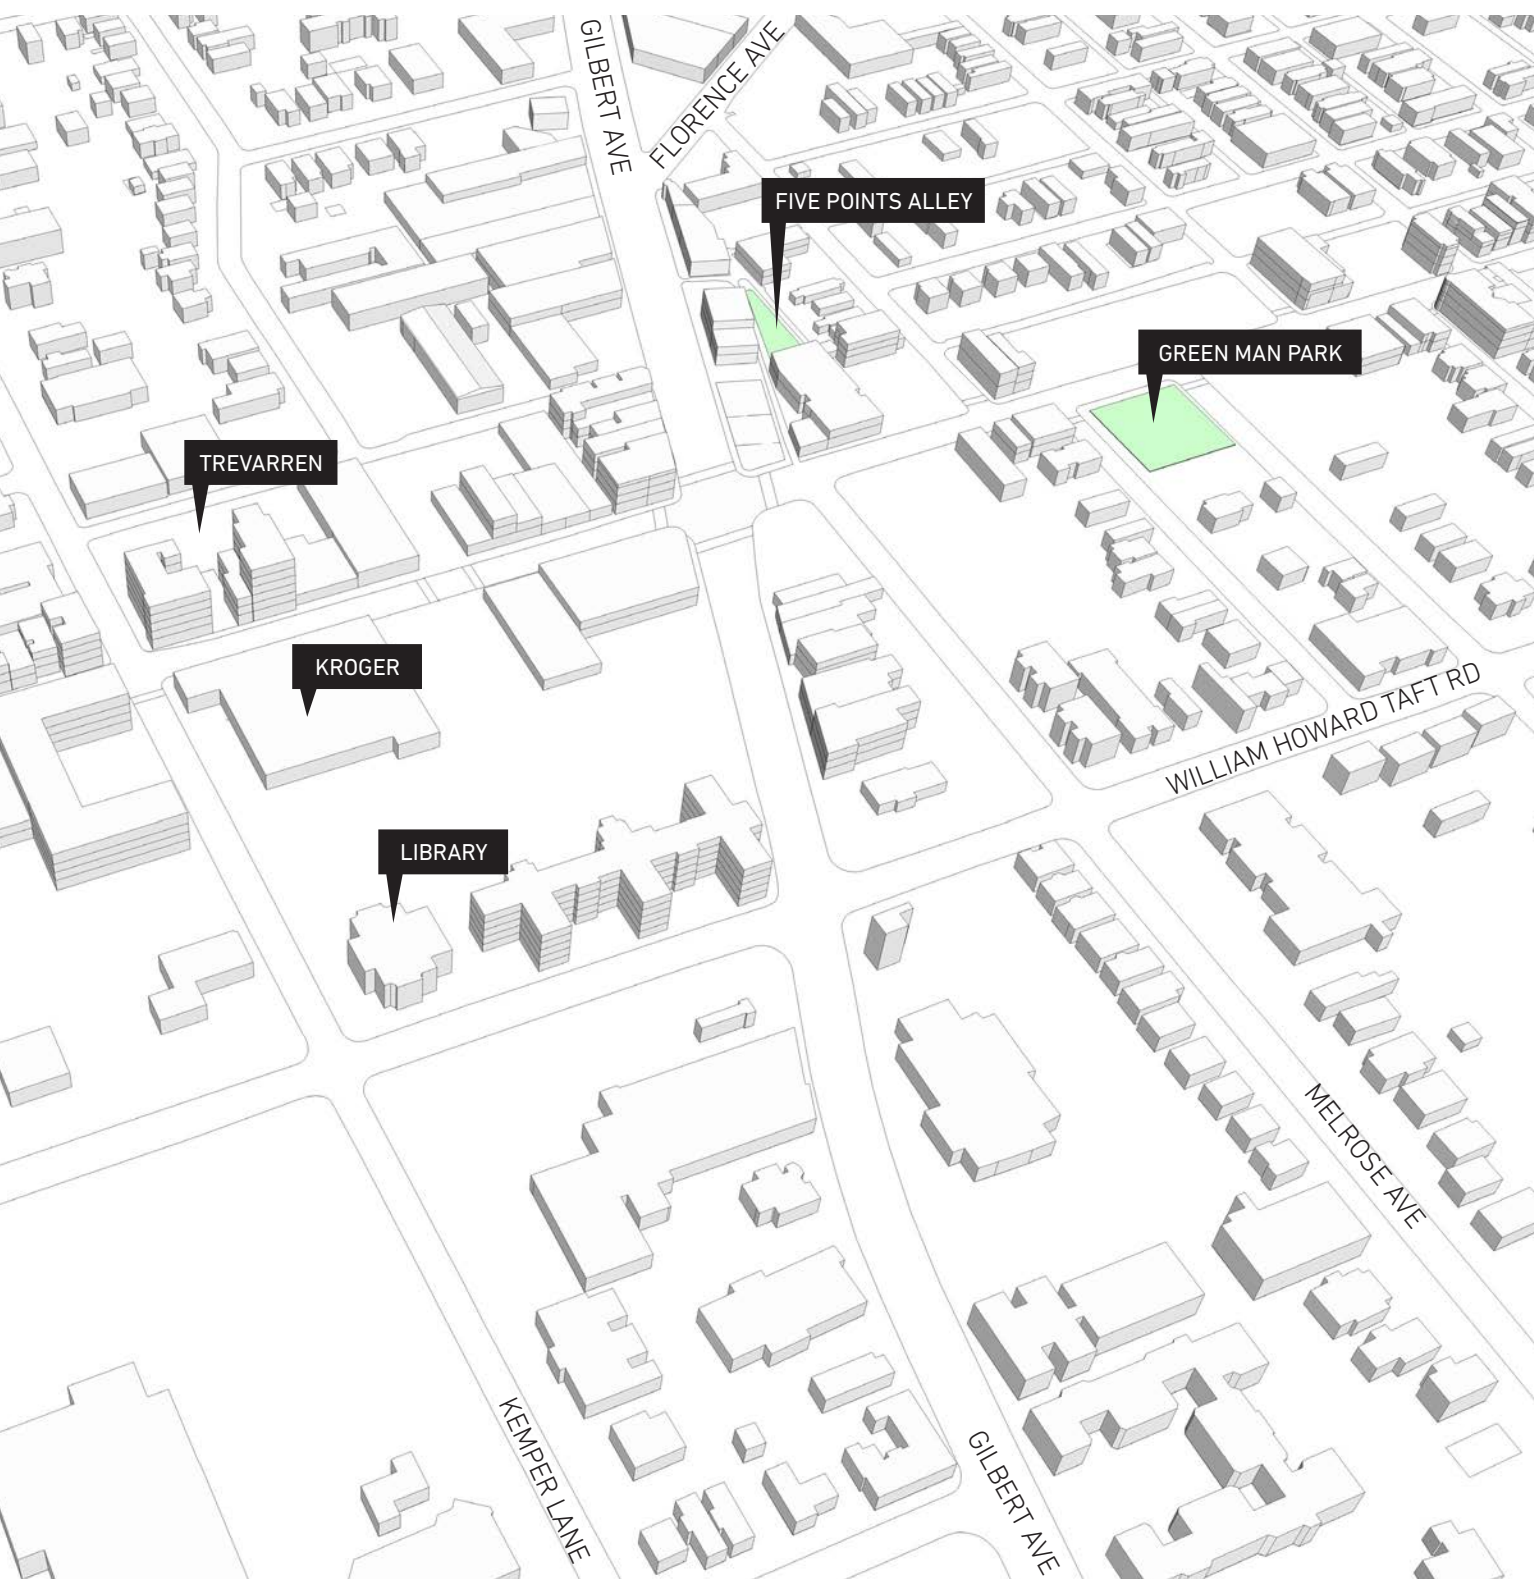 GILBERT AVE
FLORENCE AVE
FIVE POINTS ALLEY
GREEN MAN PARK
TREVARREN
KROGER
WILLIAM HOWARD TAFT RD
LIBRARY
MELROSE AVE
KEMPER LANE
GILBERT AVE